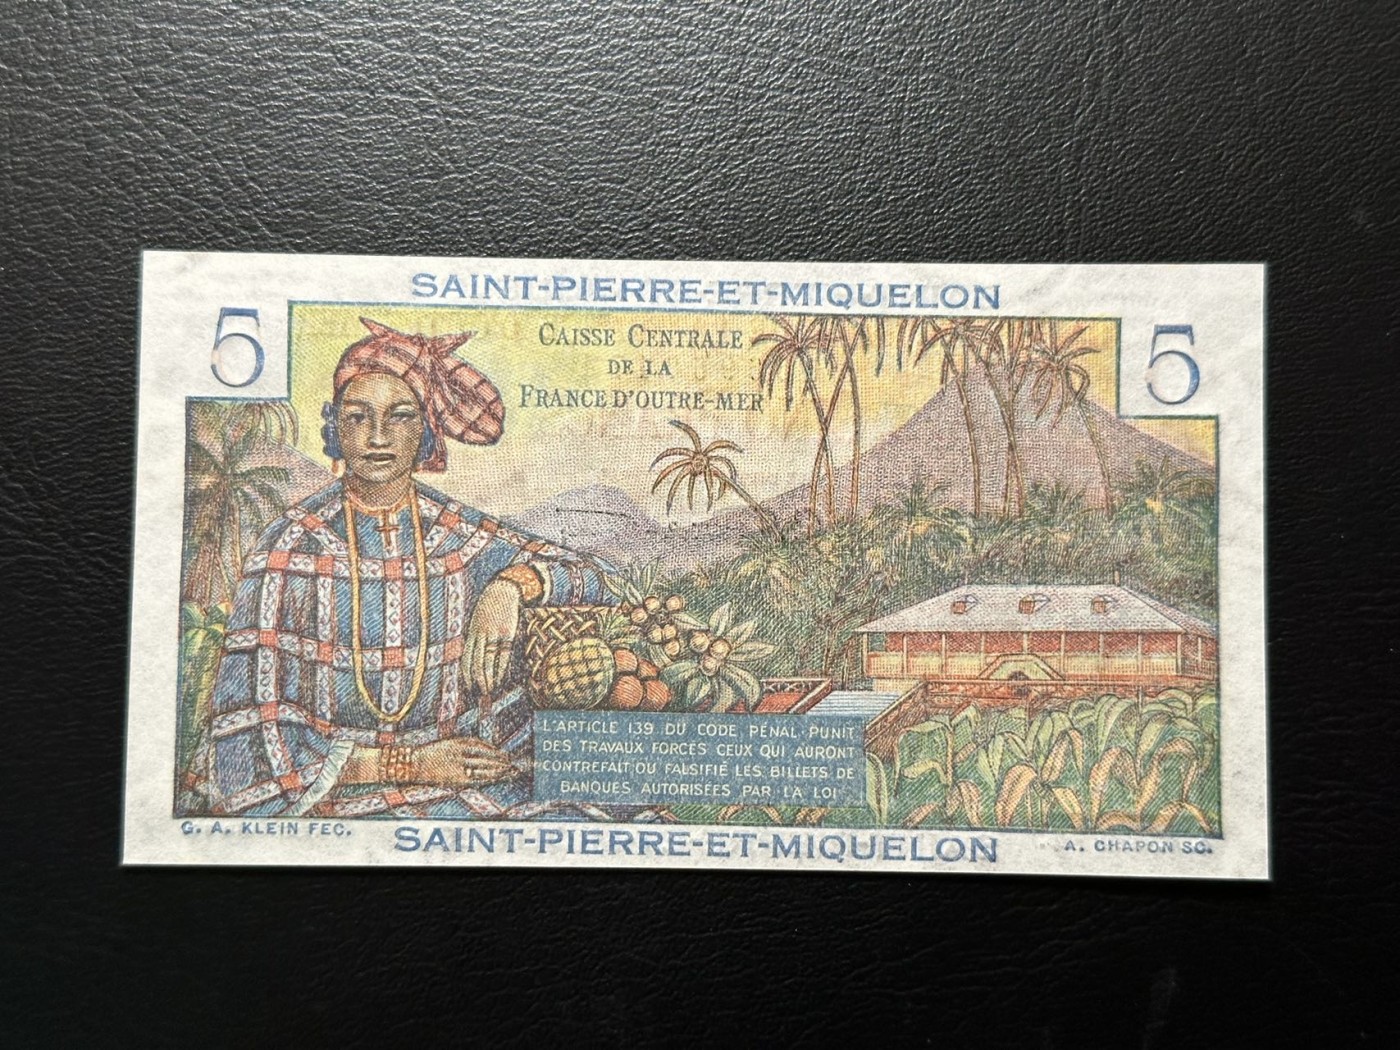 SAINT-PIERRE-ET-MIQUELON
5
5
CAISSE CENTRALE
DE LA
FRANCE D'OUTRE-MER
L'ARTICLE 139 DU CODE PÉNAL PUNIT
DES TRAVAUX FORCÉS CEUX QUI AURONT
CONTREFAIT OU FALSIFIÉ LES BILLETS DE
BANQUES AUTORISÉES PAR LA LOI
G. A. KLEIN FEC.
SAINT-PIERRE-ET-MIQUELON
A. CHAPON SC.